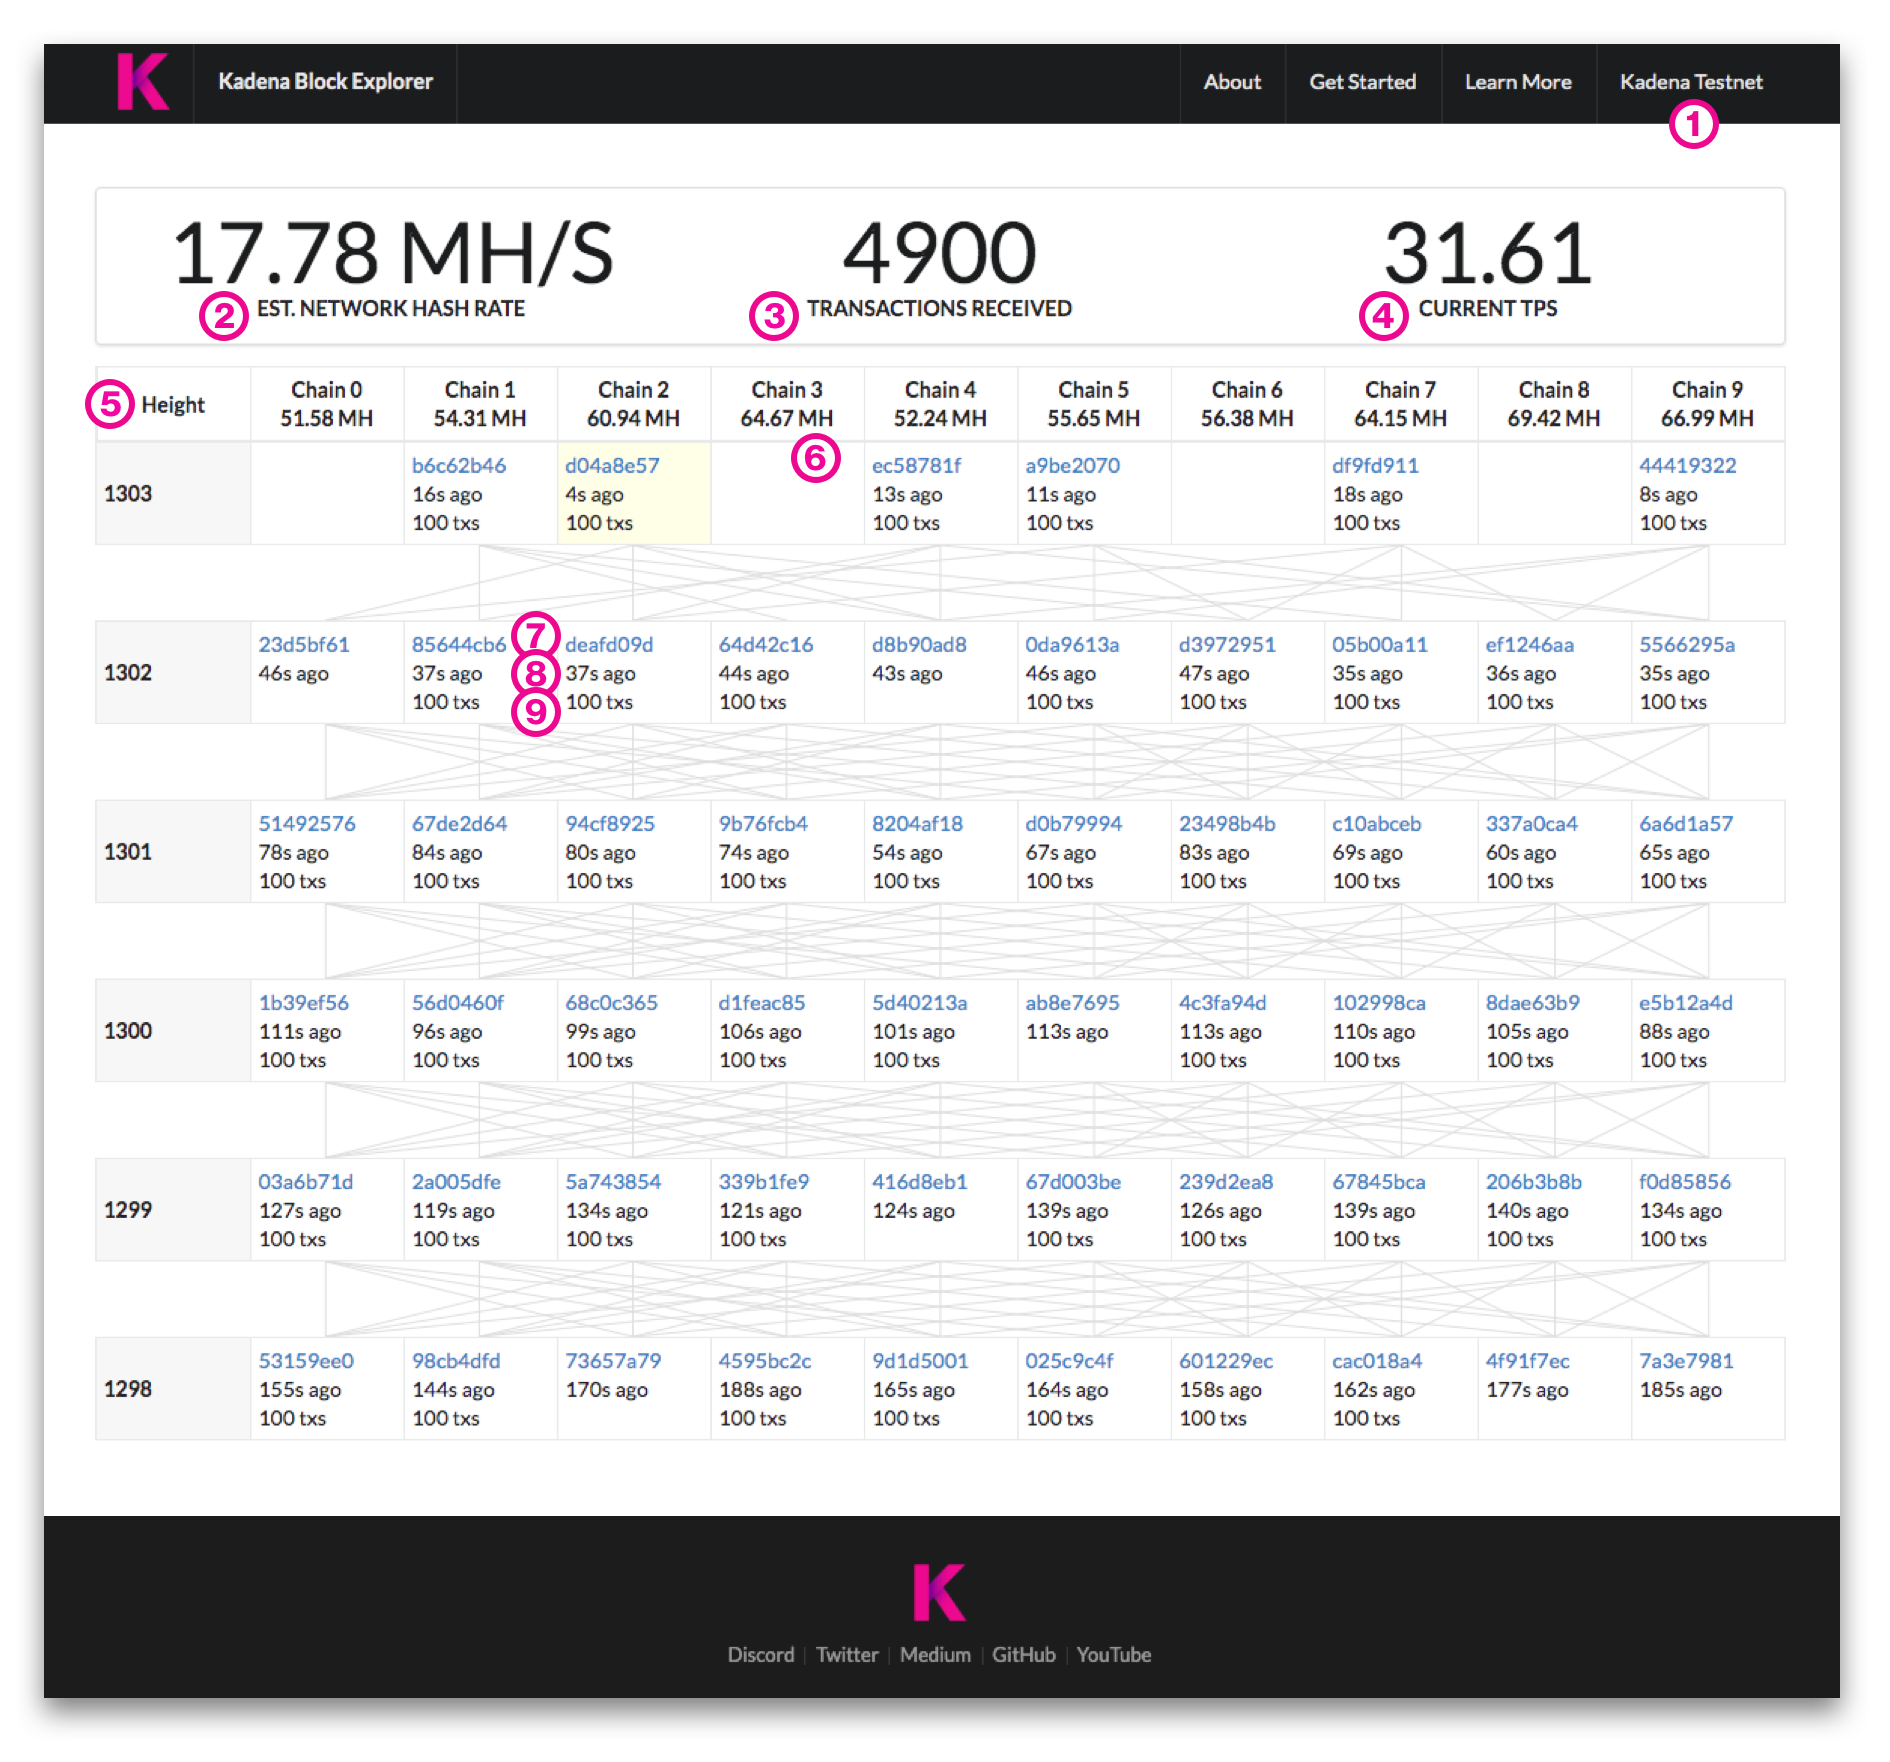 K Kadena Block Explorer About Get Started Learn More Kadena Testnet
1
17.78 MH/S 4900 31.61
2 EST. NETWORK HASH RATE 3 TRANSACTIONS RECEIVED 4 CURRENT TPS
5 Height Chain 0 Chain 1 Chain 2 Chain 3 Chain 4 Chain 5 Chain 6 Chain 7 Chain 8 Chain 9
51.58 MH 54.31 MH 60.94 MH 64.67 MH 52.24 MH 55.65 MH 56.38 MH 64.15 MH 69.42 MH 66.99 MH
6
1303 b6c62b46 d04a8e57 ec58781f a9be2070 df9fd911 44419322
16s ago 4s ago 13s ago 11s ago 18s ago 8s ago
100 txs 100 txs 100 txs 100 txs 100 txs 100 txs
1302 23d5bf61 85644cb6 7 deafd09d 64d42c16 d8b90ad8 0da9613a d3972951 05b00a11 ef1246aa 5566295a
46s ago 37s ago 8 37s ago 44s ago 43s ago 46s ago 47s ago 35s ago 36s ago 35s ago
100 txs 9 100 txs 100 txs 100 txs 100 txs 100 txs 100 txs 100 txs
1301 51492576 67de2d64 94cf8925 9b76fcb4 8204af18 d0b79994 23498b4b c10abceb 337a0ca4 6a6d1a57
78s ago 84s ago 80s ago 74s ago 54s ago 67s ago 83s ago 69s ago 60s ago 65s ago
100 txs 100 txs 100 txs 100 txs 100 txs 100 txs 100 txs 100 txs 100 txs 100 txs
1300 1b39ef56 56d0460f 68c0c365 d1feac85 5d40213a ab8e7695 4c3fa94d 102998ca 8dae63b9 e5b12a4d
111s ago 96s ago 99s ago 106s ago 101s ago 113s ago 113s ago 110s ago 105s ago 88s ago
100 txs 100 txs 100 txs 100 txs 100 txs 100 txs 100 txs 100 txs 100 txs
1299 03a6b71d 2a005dfe 5a743854 339b1fe9 416d8eb1 67d003be 239d2ea8 67845bca 206b3b8b f0d85856
127s ago 119s ago 134s ago 121s ago 124s ago 139s ago 126s ago 139s ago 140s ago 134s ago
100 txs 100 txs 100 txs 100 txs 100 txs 100 txs 100 txs 100 txs 100 txs
1298 53159ee0 98cb4dfd 73657a79 4595bc2c 9d1d5001 025c9c4f 601229ec cac018a4 4f91f7ec 7a3e7981
155s ago 144s ago 170s ago 188s ago 165s ago 164s ago 158s ago 162s ago 177s ago 185s ago
100 txs 100 txs 100 txs 100 txs 100 txs 100 txs 100 txs
K
Discord Twitter Medium GitHub YouTube